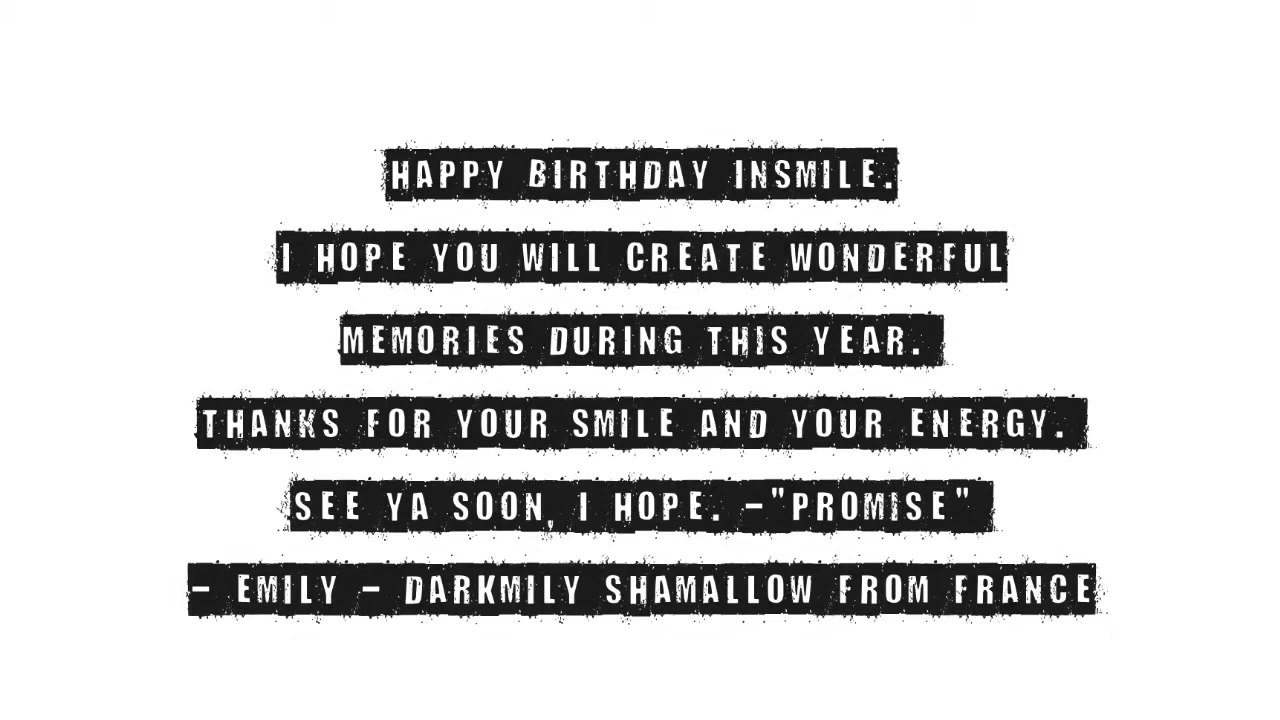 HAPPY BIRTHDAY INSMILE.
I HOPE YOU WILL CREATE WONDERFUL
MEMORIES DURING THIS YEAR.
THANKS FOR YOUR SMILE AND YOUR ENERGY.
SEE YA SOON, I HOPE. -"PROMISE"
- EMILY - DARKMILY SHAMALLOW FROM FRANCE